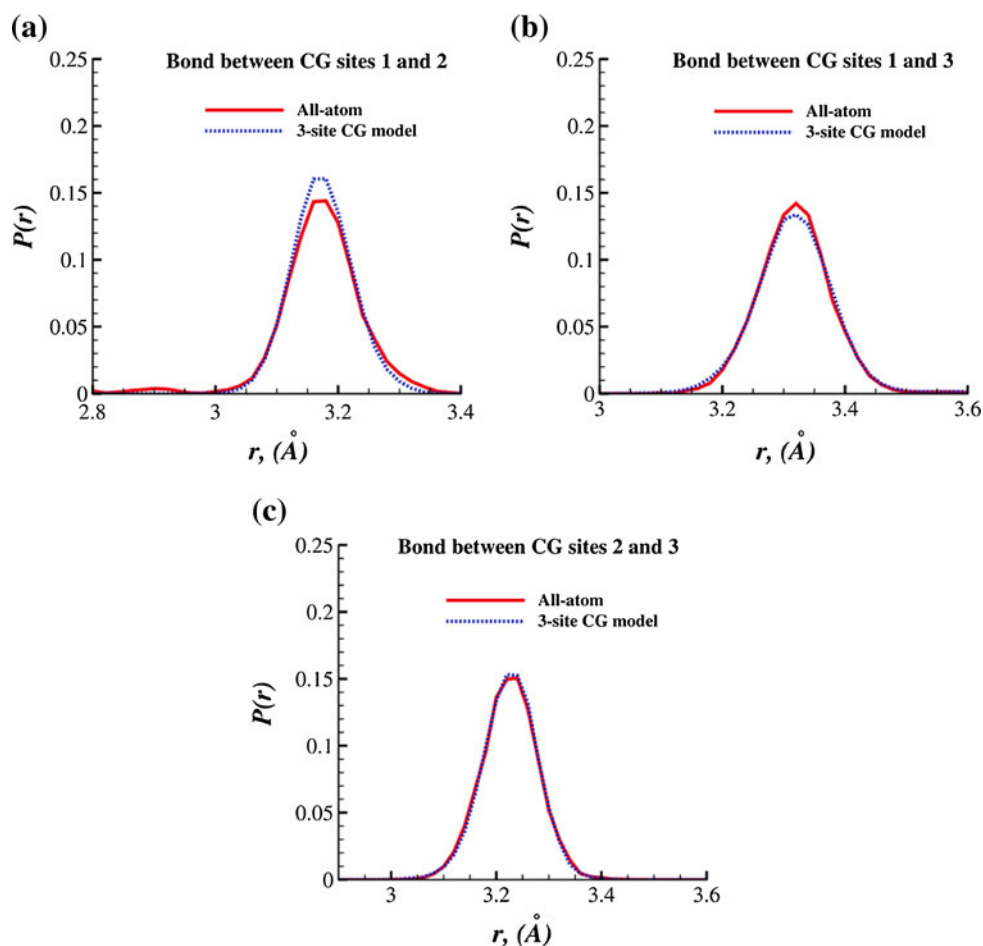 (a)
Bond between CG sites 1 and 2
All-atom
3-site CG model
P(r)
0.25
0.2
0.15
0.1
0.05
0
2.8
3
3.2
3.4
r, (Å)
(b)
Bond between CG sites 1 and 3
All-atom
3-site CG model
P(r)
0.25
0.2
0.15
0.1
0.05
0
3
3.2
3.4
3.6
r, (Å)
(c)
Bond between CG sites 2 and 3
All-atom
3-site CG model
P(r)
0.25
0.2
0.15
0.1
0.05
0
3
3.2
3.4
3.6
r, (Å)